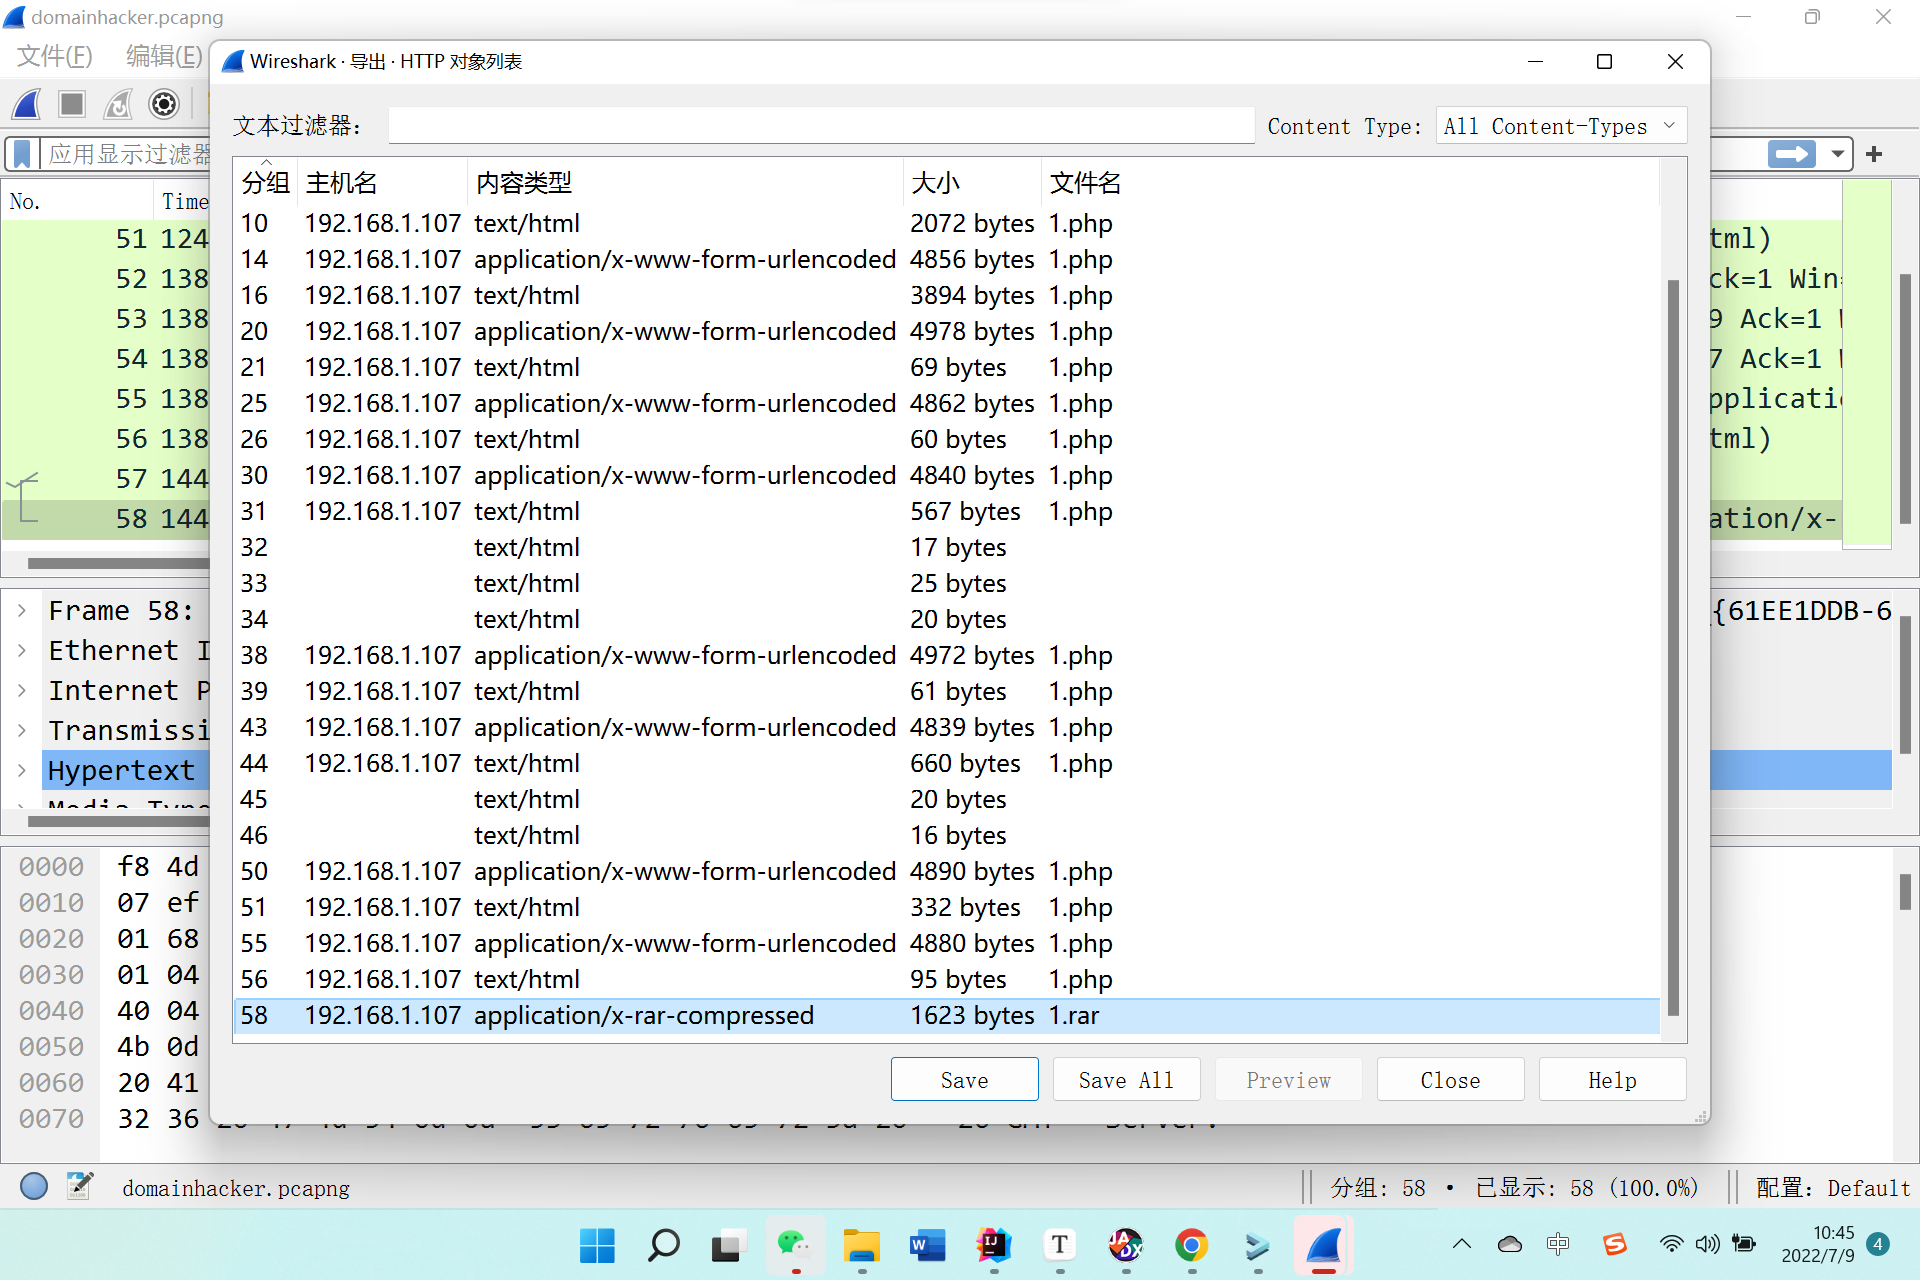 domainhacker.pcapng
文件(F) 编辑(E)
Wireshark · 导出 · HTTP 对象列表
文本过滤器: Content Type: All Content-Types
应用显示过滤器
分组 主机名 内容类型 大小 文件名
10 192.168.1.107 text/html 2072 bytes 1.php
14 192.168.1.107 application/x-www-form-urlencoded 4856 bytes 1.php
16 192.168.1.107 text/html 3894 bytes 1.php
20 192.168.1.107 application/x-www-form-urlencoded 4978 bytes 1.php
21 192.168.1.107 text/html 69 bytes 1.php
25 192.168.1.107 application/x-www-form-urlencoded 4862 bytes 1.php
26 192.168.1.107 text/html 60 bytes 1.php
30 192.168.1.107 application/x-www-form-urlencoded 4840 bytes 1.php
31 192.168.1.107 text/html 567 bytes 1.php
32 text/html 17 bytes
33 text/html 25 bytes
34 text/html 20 bytes
38 192.168.1.107 application/x-www-form-urlencoded 4972 bytes 1.php
39 192.168.1.107 text/html 61 bytes 1.php
43 192.168.1.107 application/x-www-form-urlencoded 4839 bytes 1.php
44 192.168.1.107 text/html 660 bytes 1.php
45 text/html 20 bytes
46 text/html 16 bytes
50 192.168.1.107 application/x-www-form-urlencoded 4890 bytes 1.php
51 192.168.1.107 text/html 332 bytes 1.php
55 192.168.1.107 application/x-www-form-urlencoded 4880 bytes 1.php
56 192.168.1.107 text/html 95 bytes 1.php
58 192.168.1.107 application/x-rar-compressed 1623 bytes 1.rar
Save Save All Preview Close Help
No. Time
51 124 tml)
52 138 ck=1 Win
53 138 9 Ack=1
54 138 7 Ack=1
55 138 pplicati
56 138 tml)
57 144
58 144 ation/x-
Frame 58: {61EE1DDB-6
Ethernet I
Internet P
Transmissi
Hypertext
Media Type
0000 f8 4d
0010 07 ef
0020 01 68
0030 01 04
0040 40 04
0050 4b 0d
0060 20 41
0070 32 36
domainhacker.pcapng 分组: 58 · 已显示: 58 (100.0%) 配置: Default
W IJ T JADX 中 S 10:45
2022/7/9 4